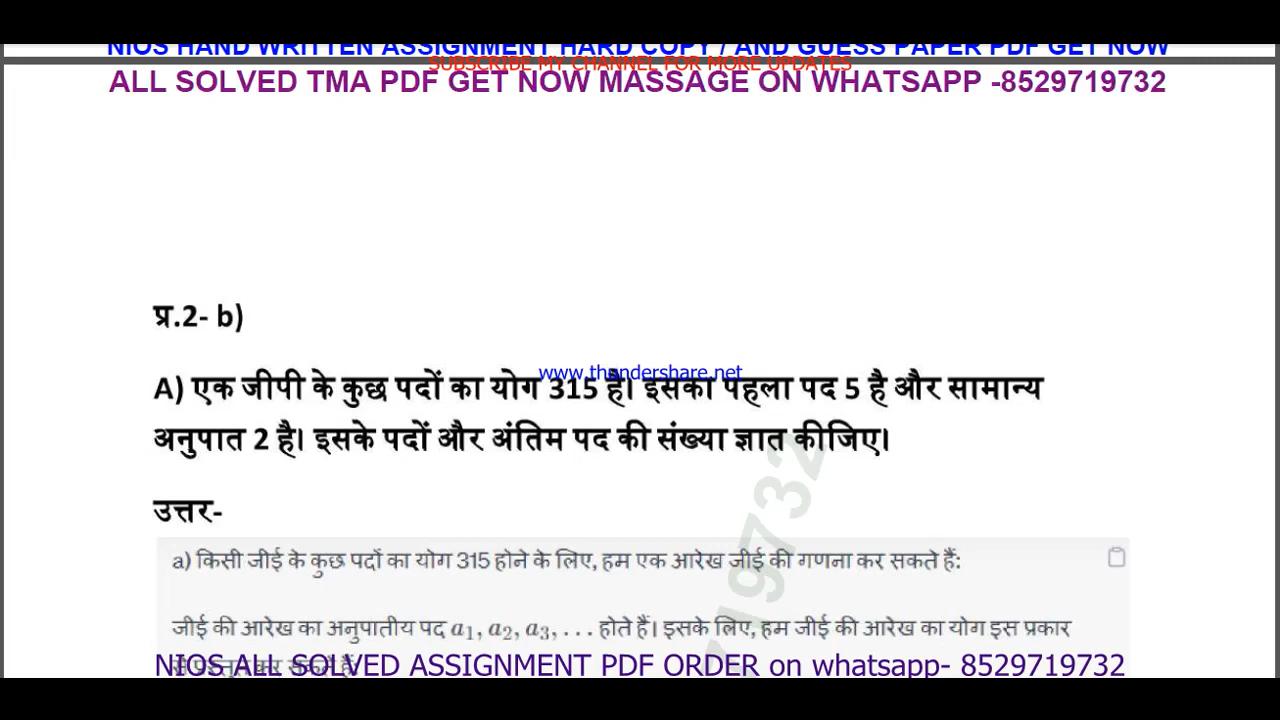 NIOS HAND WRITTEN ASSIGNMENT HARD COPY / AND GUESS PAPER PDF GET NOW
SUBSCRIBE MY CHANNEL FOR MORE UPDATES
ALL SOLVED TMA PDF GET NOW MASSAGE ON WHATSAPP -8529719732
प्र.2- b)
www.thundershare.net
A) एक जीपी के कुछ पदों का योग 315 है। इसका पहला पद 5 है और सामान्य
अनुपात 2 है। इसके पदों और अंतिम पद की संख्या ज्ञात कीजिए।
उत्तर-
a) किसी जीई के कुछ पदों का योग 315 होने के लिए, हम एक आरेख जीई की गणना कर सकते हैं:
जीई की आरेख का अनुपातीय पद a₁, a₂, a₃, … होते हैं। इसके लिए, हम जीई की आरेख का योग इस प्रकार
से प्रस्तुत कर सकते हैं:
NIOS ALL SOLVED ASSIGNMENT PDF ORDER on whatsapp- 8529719732
19732